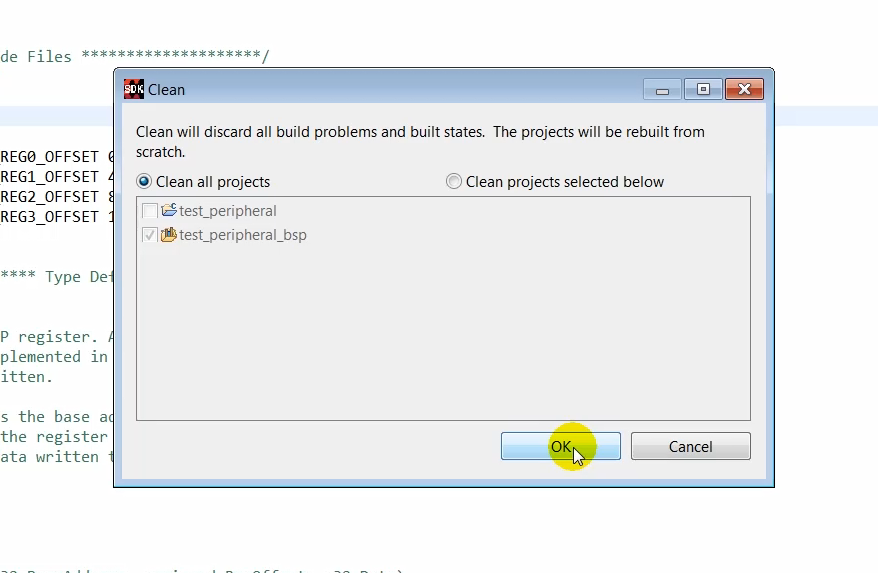 de Files ********************/
SDK Clean
Clean will discard all build problems and built states. The projects will be rebuilt from
scratch.
REG0_OFFSET
Clean all projects Clean projects selected below
REG1_OFFSET 4
REG2_OFFSET 8
test_peripheral
REG3_OFFSET 1
test_peripheral_bsp
**** Type Def
P register. A
plemented in
itten.
s the base ad
the register
OK Cancel
ata written t